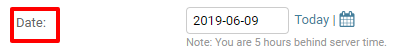 Date: 2019-06-09 Today |
Note: You are 5 hours behind server time.